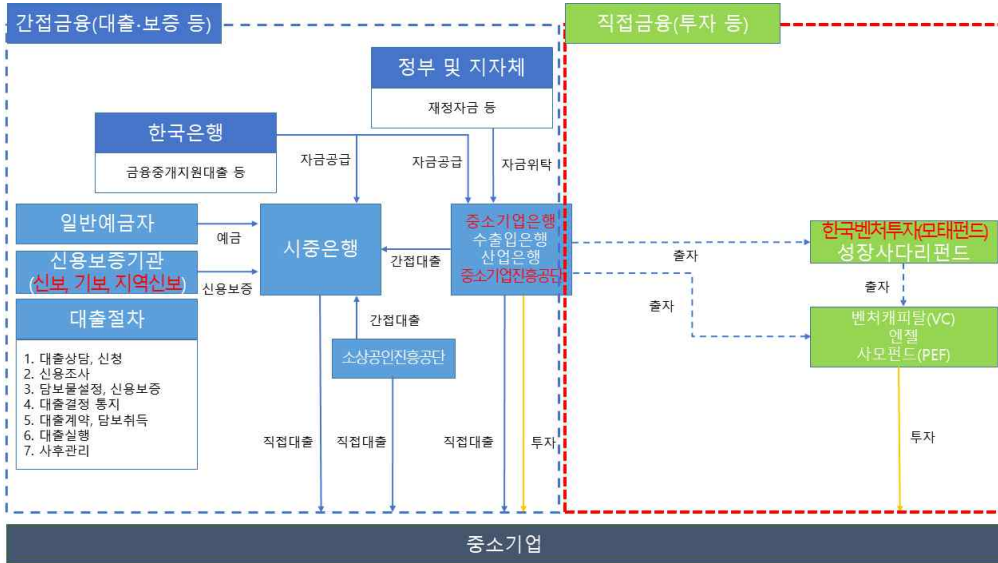 간접금융(대출·보증 등)
직접금융(투자 등)
정부 및 지자체
재정자금 등
한국은행
금융중개지원대출 등
자금공급
자금공급
자금위탁
일반예금자
예금
신용보증기관
(신보, 기보, 지역신보)
신용보증
시중은행
간접대출
중소기업은행
수출입은행
산업은행
중소기업진흥공단
출자
출자
한국벤처투자(모태펀드)
성장사다리펀드
출자
벤처캐피탈(VC)
엔젤
사모펀드(PEF)
대출절차
1. 대출상담, 신청
2. 신용조사
3. 담보물설정, 신용보증
4. 대출결정 통지
5. 대출계약, 담보취득
6. 대출실행
7. 사후관리
간접대출
소상공인진흥공단
직접대출
직접대출
직접대출
투자
투자
중소기업